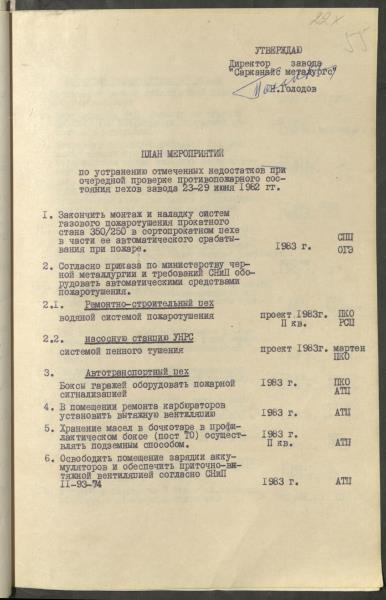 22х
55
УТВЕРЖДАЮ
Директор завода
"Сарканайс металургс"
Н.Голодов
ПЛАН МЕРОПРИЯТИЙ
по устранению отмеченных недостатков при
очередной проверке противопожарного сос-
тояния цехов завода 23-29 июня 1982 гг.
1. Закончить монтаж и наладку систем
газового пожаротушения прокатного
стана 350/250 в сортопрокатном цехе
в части ее автоматического срабаты-
вания при пожаре. 1983 г. СПЦ
ОГЭ
2. Согласно приказа по министерству чер-
ной металлургии и требований СНиП обо-
рудовать автоматическими средствами
пожаротушения.
2.1. Ремонтно-строительный цех
водяной системой пожаротушения проект 1983г. ПКО
II кв. РСЦ
2.2. насосную станцию УНРС
системой пенного тушения проект 1983г. мартен
ПКО
3. Автотранспортный цех
Боксы гаражей оборудовать пожарной 1983 г. ПКО
сигнализацией АТЦ
4. В помещении ремонта карбюраторов
установить вытяжную вентиляцию 1983 г. АТЦ
5. Хранение масел в бочкотаре в профи-
лактическом боксе (пост ТО) осущест- 1983 г.
влять подземным способом. II кв. АТЦ
6. Освободить помещение зарядки акку-
муляторов и обеспечить приточно-вы-
тяжной вентиляцией согласно СНиП
II-93-74 1983 г. АТЦ